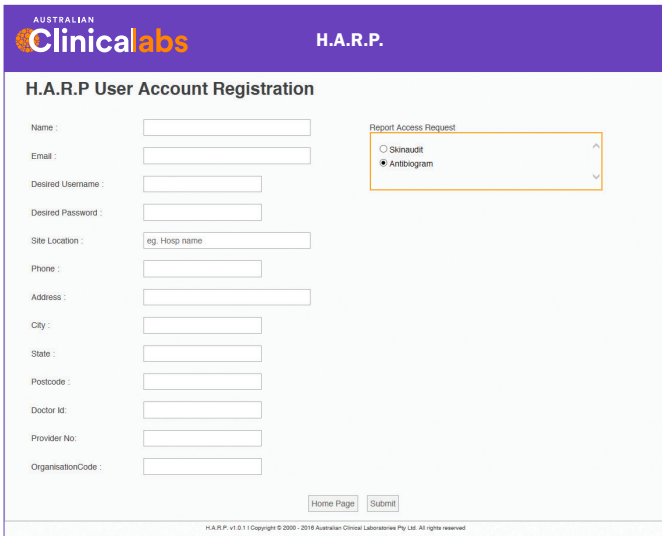 AUSTRALIAN
Clinicalabs
H.A.R.P.
H.A.R.P User Account Registration
Name :
Report Access Request
Email :
Skinaudit
Antibiogram
Desired Username :
Desired Password :
Site Location :
eg. Hosp name
Phone :
Address :
City :
State :
Postcode :
Doctor Id:
Provider No:
OrganisationCode :
Home Page
Submit
H.A.R.P. v1.0.1 I Copyright © 2000 - 2016 Australian Clinical Laboratories Pty Ltd. All rights reserved